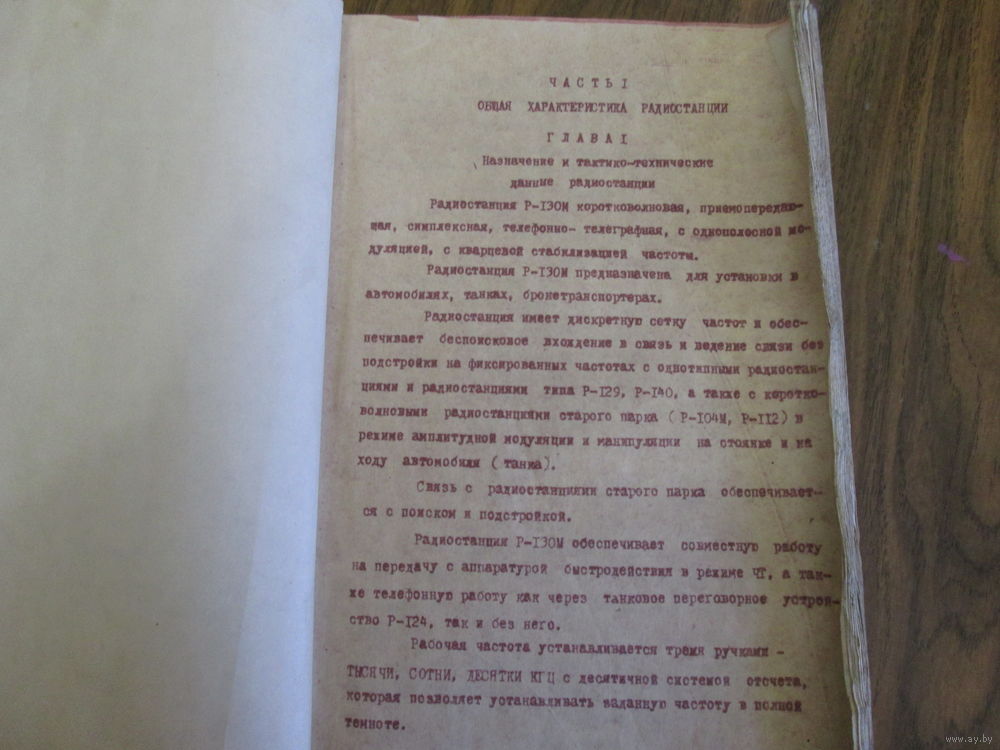 ЧАСТЬ I
ОБЩАЯ ХАРАКТЕРИСТИКА РАДИОСТАНЦИИ
ГЛАВА I
Назначение и тактико-технические
данные радиостанции
Радиостанция Р-130М коротковолновая, приемопередаю-
щая, симплексная, телефонно- телеграфная, с однополосной мо-
дуляцией, с кварцевой стабилизацией частоты.
Радиостанция Р-130М предназначена для установки в
автомобилях, танках, бронетранспортерах.
Радиостанция имеет дискретную сетку частот и обес-
печивает беспоисковое вхождение в связь и ведение связи без
подстройки на фиксированных частотах с однотипными радиостан-
циями и радиостанциями типа Р-129, Р-140, а также с коротко-
волновыми радиостанциями старого парка (Р-104М, Р-112) в
режиме амплитудной модуляции и манипуляции на стоянке и на
ходу автомобиля (танка).
Связь с радиостанциями старого парка обеспечивает-
ся с поиском и подстройкой.
Радиостанция Р-130М обеспечивает совместную работу
на передачу с аппаратурой быстродействия в режиме ЧТ, а так-
же телефонную работу как через танковое переговорное устрой-
ство Р-124, так и без него.
Рабочая частота устанавливается тремя ручками -
ТЫСЯЧИ, СОТНИ, ДЕСЯТКИ КГЦ с десятичной системой отсчета,
которая позволяет устанавливать заданную частоту в полной
темноте.
www.ay.by